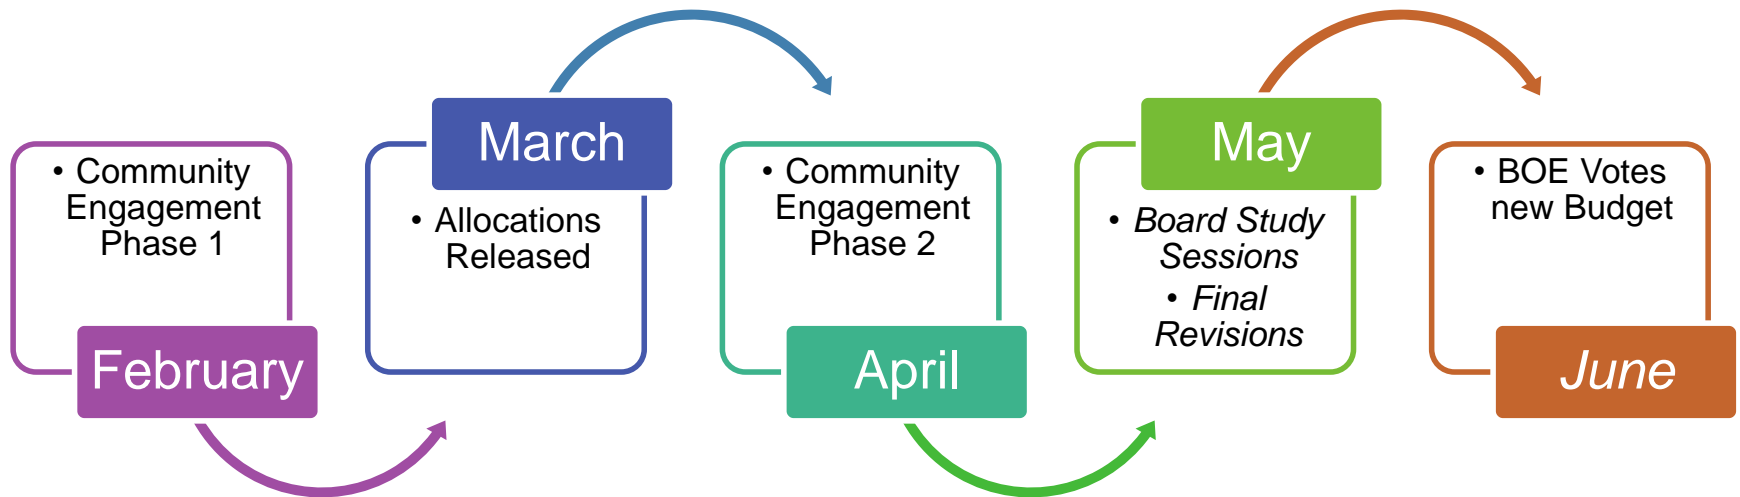 • Community
Engagement
Phase 1
February
March
• Allocations
Released
• Community
Engagement
Phase 2
April
May
• Board Study
Sessions
• Final
Revisions
• BOE Votes
new Budget
June